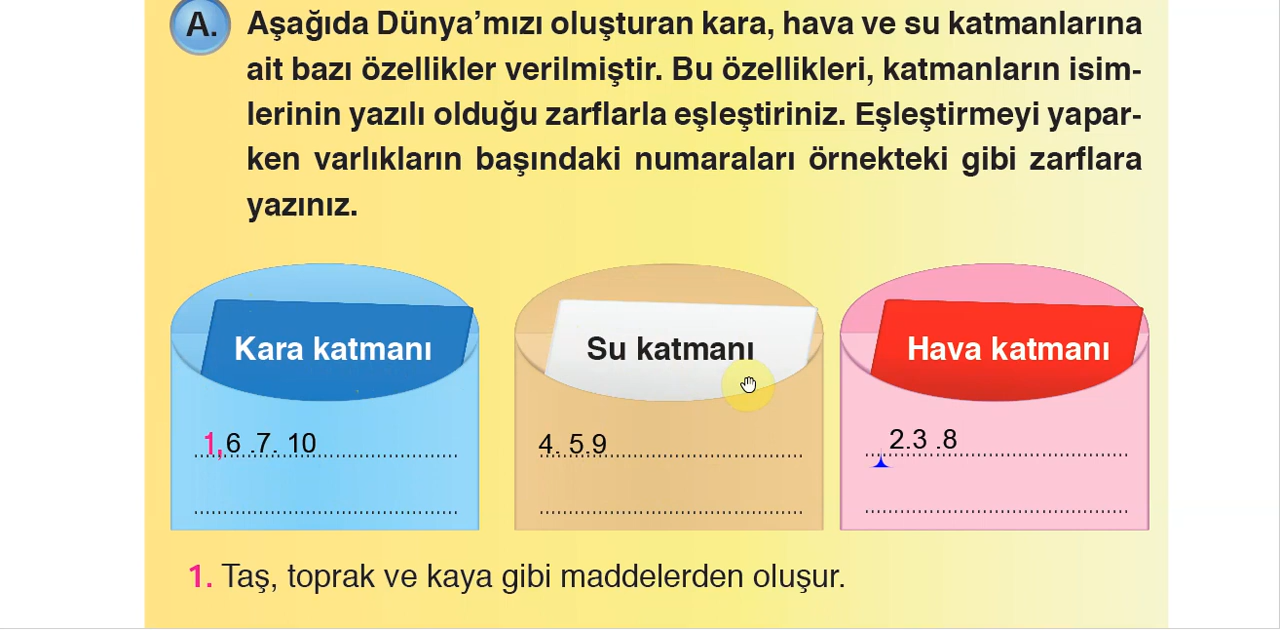 A.
Aşağıda Dünya’mızı oluşturan kara, hava ve su katmanlarına
ait bazı özellikler verilmiştir. Bu özellikleri, katmanların isim-
lerinin yazılı olduğu zarflarla eşleştiriniz. Eşleştirmeyi yapar-
ken varlıkların başındaki numaraları örnekteki gibi zarflara
yazınız.
Kara katmanı
1,6 .7. 10
Su katmanı
4. 5.9
Hava katmanı
2.3 .8
1. Taş, toprak ve kaya gibi maddelerden oluşur.